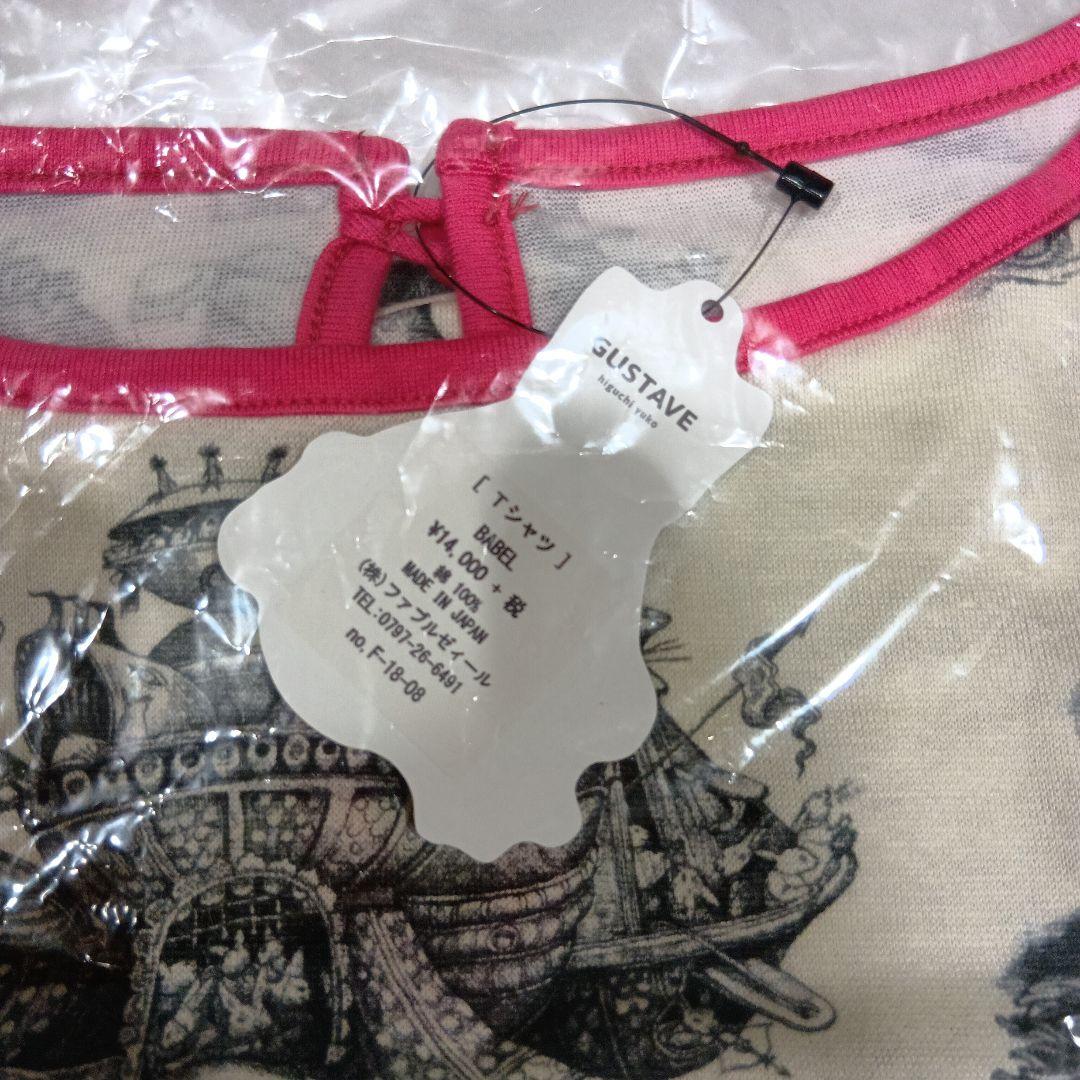 GUSTAVE
higuchi yuko
[ Tシャツ ]
BABEL
¥14,000 + 税
綿 100%
MADE IN JAPAN
(株)ファブルゼィール
TEL:0797-26-6491
no.F-18-08